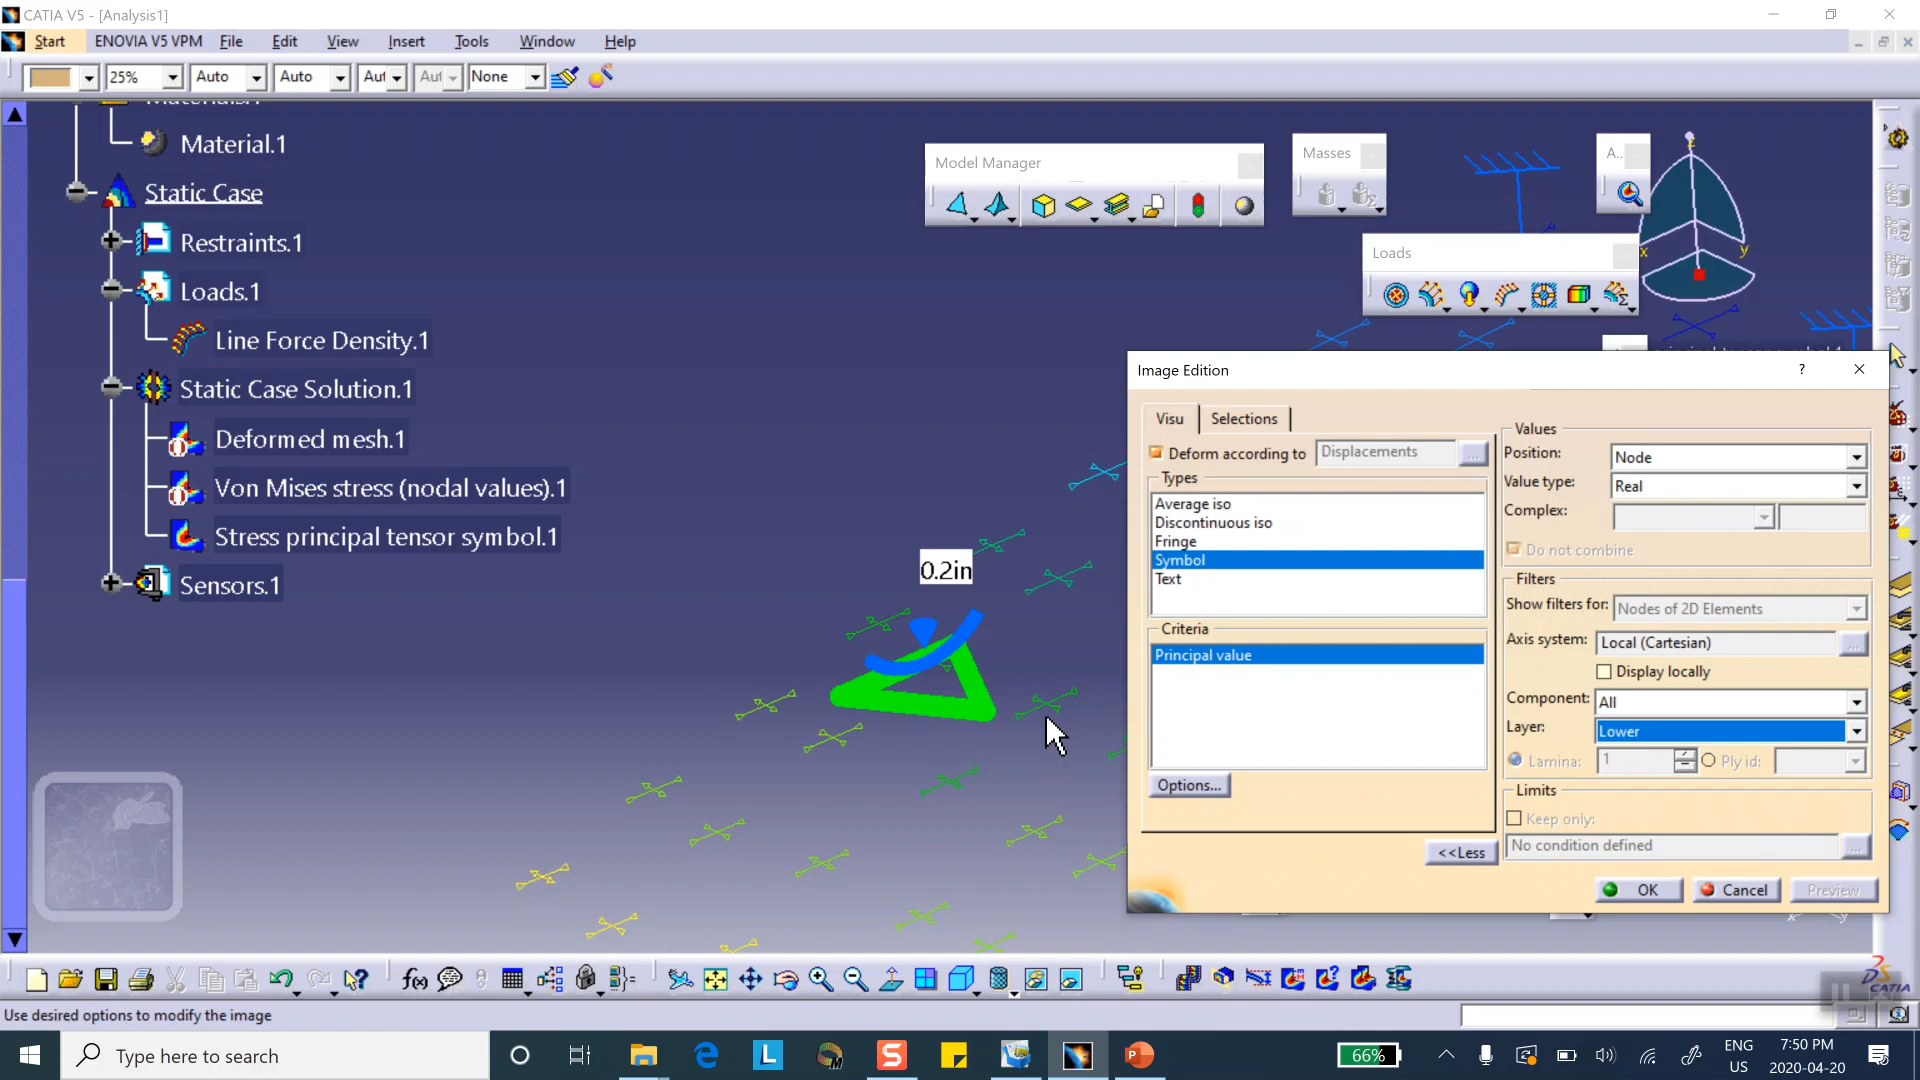 CATIA V5 - [Analysis1]
Start ENOVIA V5 VPM File Edit View Insert Tools Window Help
25% Auto Auto Aut Aut None
Material.1
Static Case
Restraints.1
Loads.1
Line Force Density.1
Static Case Solution.1
Deformed mesh.1
Von Mises stress (nodal values).1
Stress principal tensor symbol.1
Sensors.1
Model Manager
Masses
A..
Loads
z
x
y
0.2in
Image Edition
?
Visu Selections
Deform according to Displacements ...
Types
Average iso
Discontinuous iso
Fringe
Symbol
Text
Criteria
Principal value
Options...
<<Less
Values
Position: Node
Value type: Real
Complex:
Do not combine
Filters
Show filters for: Nodes of 2D Elements
Axis system: Local (Cartesian) ...
Display locally
Component: All
Layer: Lower
Lamina: 1 Ply id:
Limits
Keep only:
No condition defined ...
OK Cancel Preview
f(x)
CATIA
Use desired options to modify the image
Type here to search
L
S
P
66%
ENG
US
7:50 PM
2020-04-20